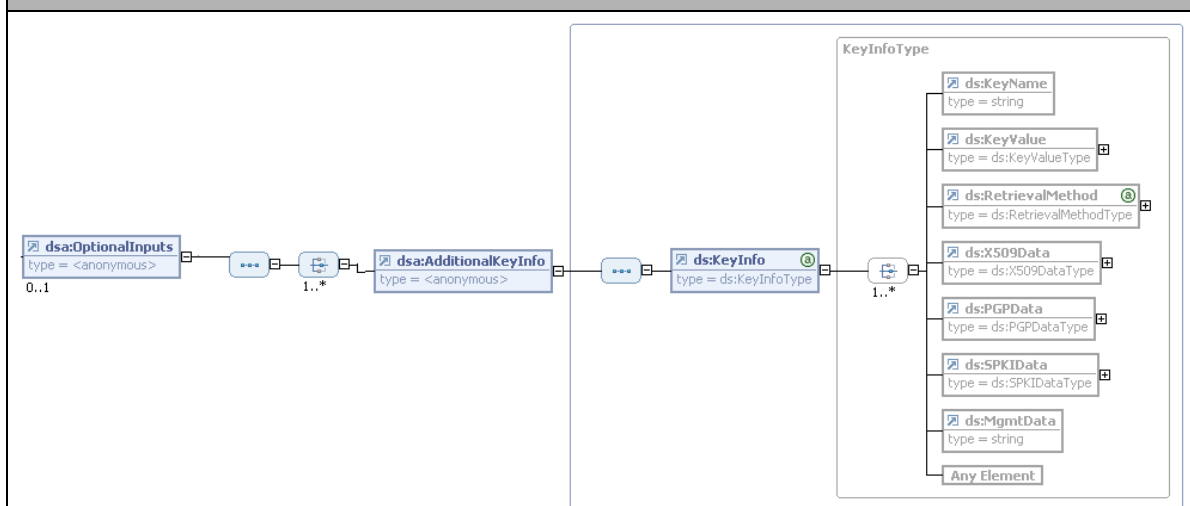 KeyInfoType
ds:KeyName
type = string
ds:KeyValue
type = ds:KeyValueType
ds:RetrievalMethod a
type = ds:RetrievalMethodType
dsa:OptionalInputs
type = <anonymous>
0..1
1..*
dsa:AdditionalKeyInfo
type = <anonymous>
ds:KeyInfo a
type = ds:KeyInfoType
1..*
ds:X509Data
type = ds:X509DataType
ds:PGPData
type = ds:PGPDataType
ds:SPKIData
type = ds:SPKIDataType
ds:MgmtData
type = string
Any Element